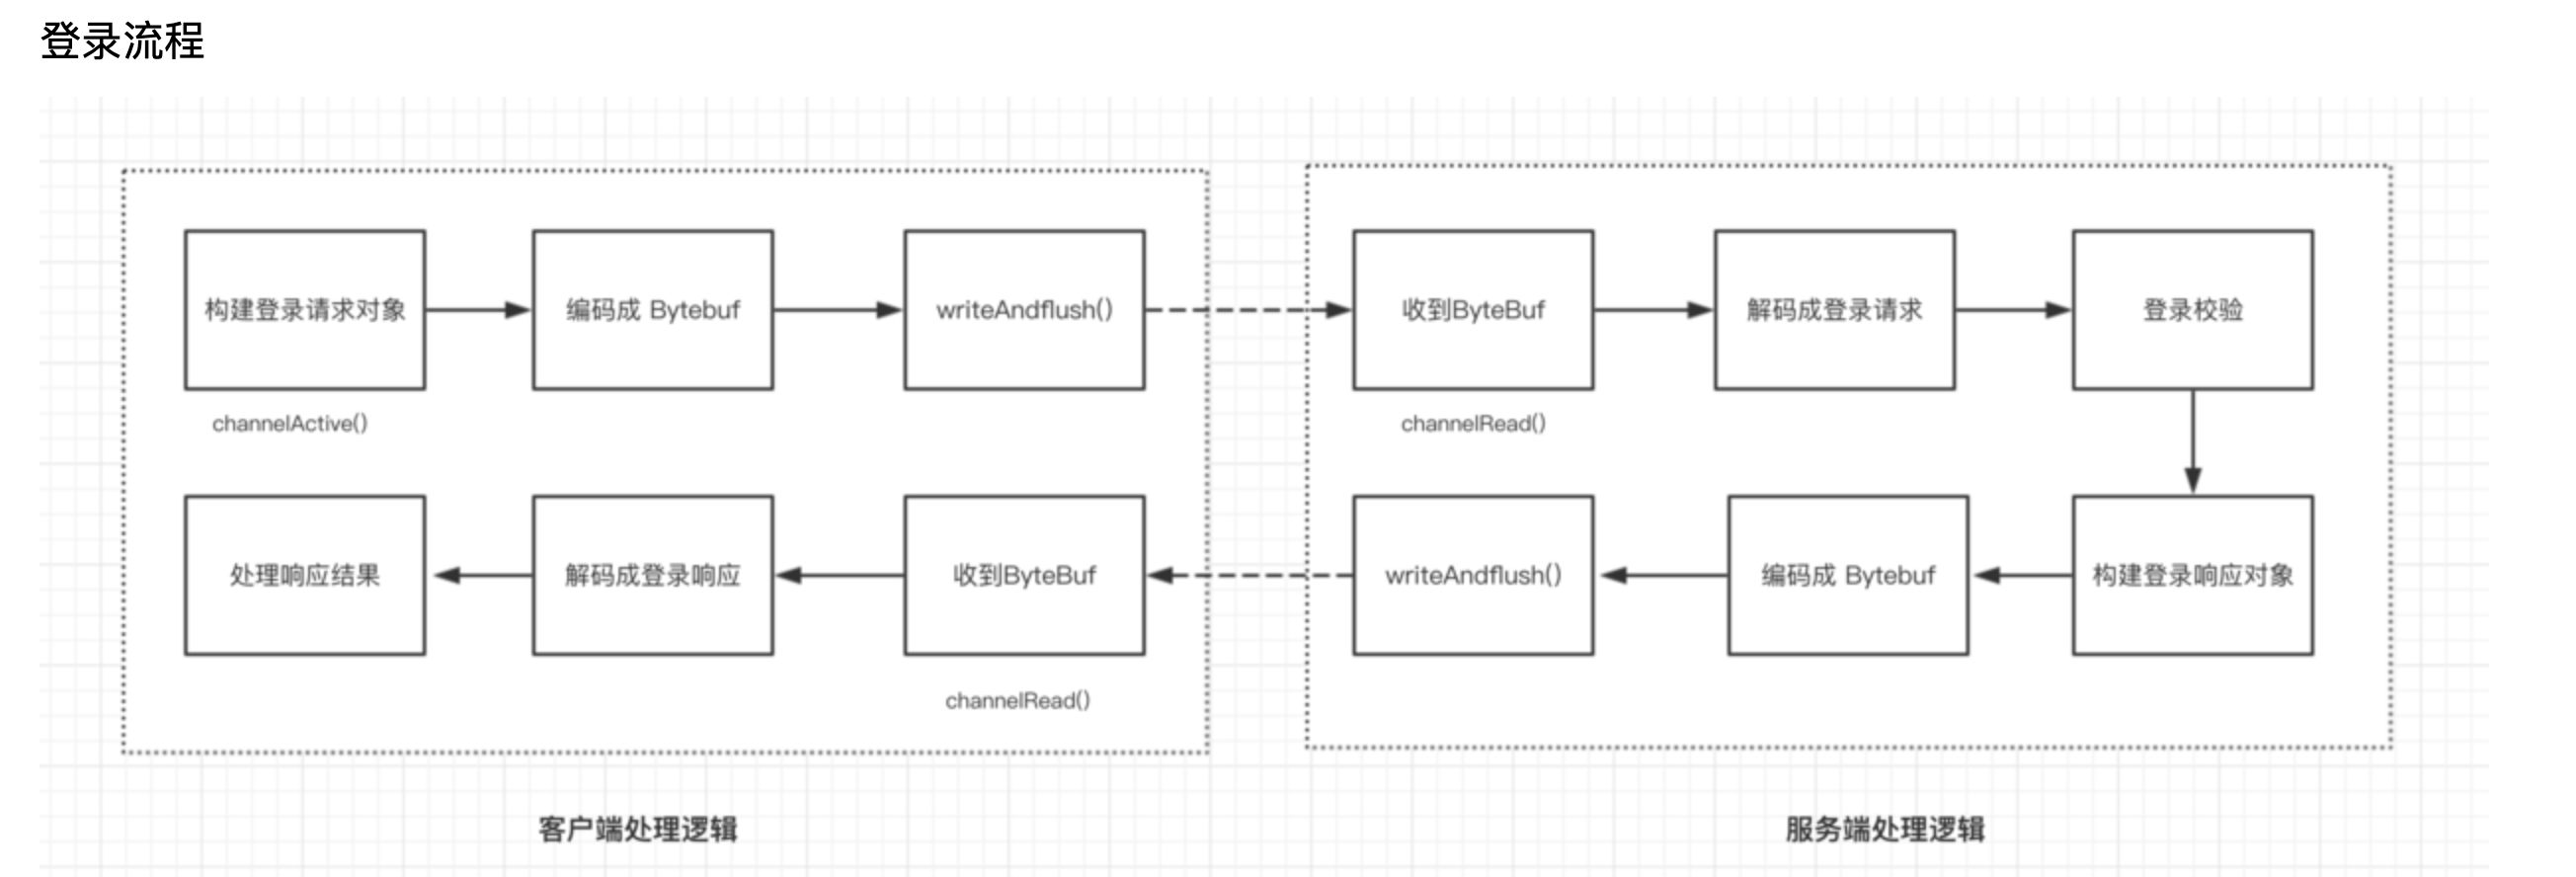 登录流程
构建登录请求对象
编码成 Bytebuf
writeAndflush()
收到ByteBuf
解码成登录请求
登录校验
channelActive()
channelRead()
处理响应结果
解码成登录响应
收到ByteBuf
writeAndflush()
编码成 Bytebuf
构建登录响应对象
channelRead()
客户端处理逻辑
服务端处理逻辑